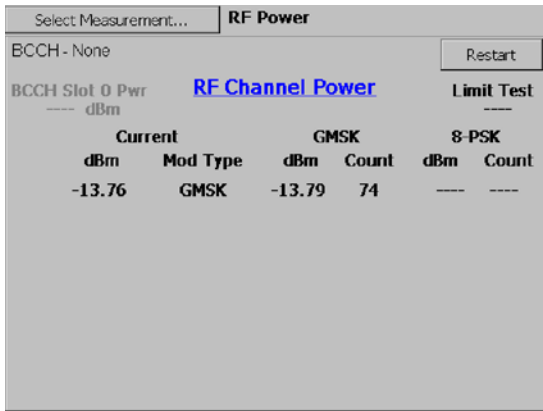 Select Measurement... RF Power
BCCH - None
Restart
BCCH Slot 0 Pwr RF Channel Power Limit Test
---- dBm ----
Current GMSK 8-PSK
dBm Mod Type dBm Count dBm Count
-13.76 GMSK -13.79 74 ---- ----